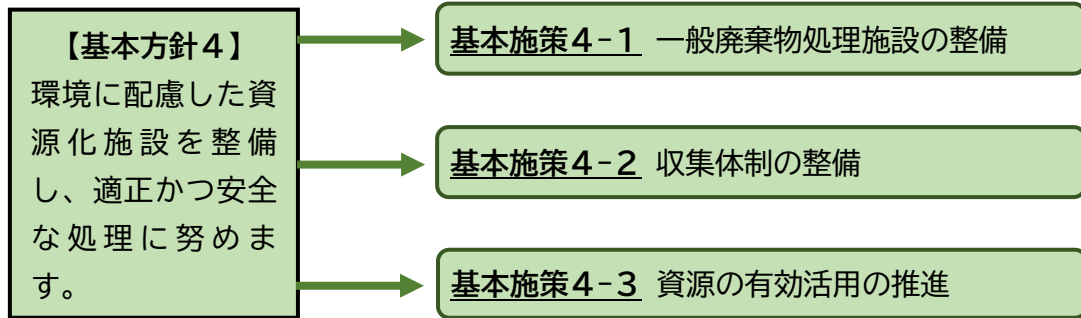 【基本方針４】
環境に配慮した資
源化施設を整備
し、適正かつ安全
な処理に努めま
す。
基本施策４-１ 一般廃棄物処理施設の整備
基本施策４-２ 収集体制の整備
基本施策４-３ 資源の有効活用の推進